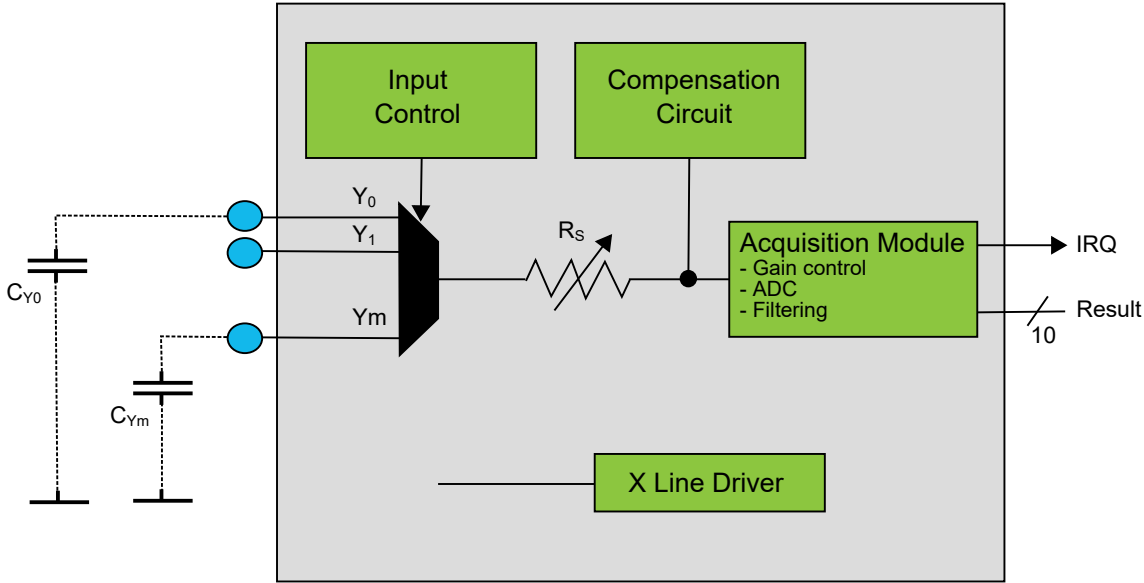 Input
Control
Compensation
Circuit
Y0
Y1
Ym
RS
Acquisition Module
- Gain control
- ADC
- Filtering
IRQ
Result
10
CY0
CYm
X Line Driver